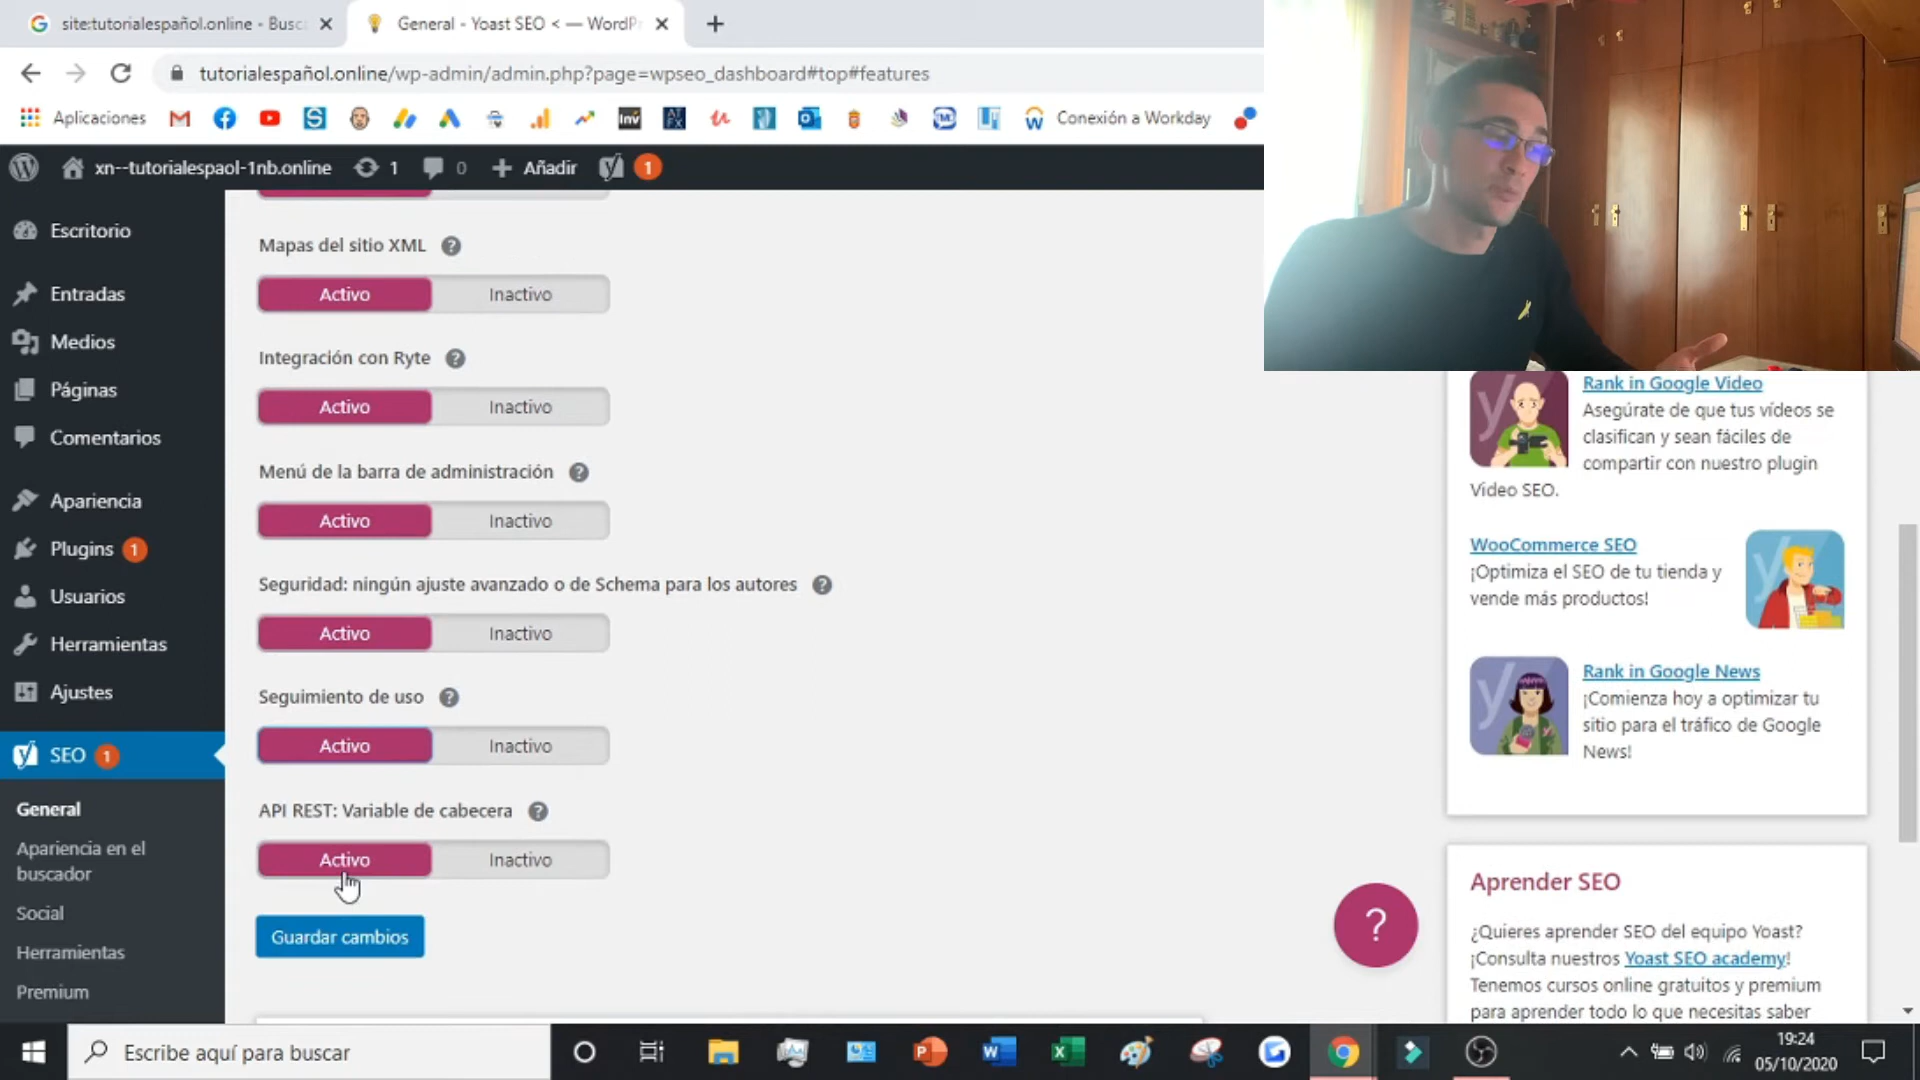 site:tutorialespañol.online - Busc
General - Yoast SEO < — WordP
tutorialespañol.online/wp-admin/admin.php?page=wpseo_dashboard#top#features
Aplicaciones
Conexión a Workday
xn--tutorialespaol-1nb.online
1
0
Añadir
1
Escritorio
Entradas
Medios
Páginas
Comentarios
Apariencia
Plugins 1
Usuarios
Herramientas
Ajustes
SEO 1
General
Apariencia en el
buscador
Social
Herramientas
Premium
Mapas del sitio XML ?
Activo Inactivo
Integración con Ryte ?
Activo Inactivo
Menú de la barra de administración ?
Activo Inactivo
Seguridad: ningún ajuste avanzado o de Schema para los autores ?
Activo Inactivo
Seguimiento de uso ?
Activo Inactivo
API REST: Variable de cabecera ?
Activo Inactivo
Guardar cambios
?
Rank in Google Video
Asegúrate de que tus vídeos se
clasifican y sean fáciles de
compartir con nuestro plugin
Video SEO.
WooCommerce SEO
¡Optimiza el SEO de tu tienda y
vende más productos!
Rank in Google News
¡Comienza hoy a optimizar tu
sitio para el tráfico de Google
News!
Aprender SEO
¿Quieres aprender SEO del equipo Yoast?
¡Consulta nuestros Yoast SEO academy!
Tenemos cursos online gratuitos y premium
para aprender todo lo que necesitas saber
Escribe aquí para buscar
19:24
05/10/2020